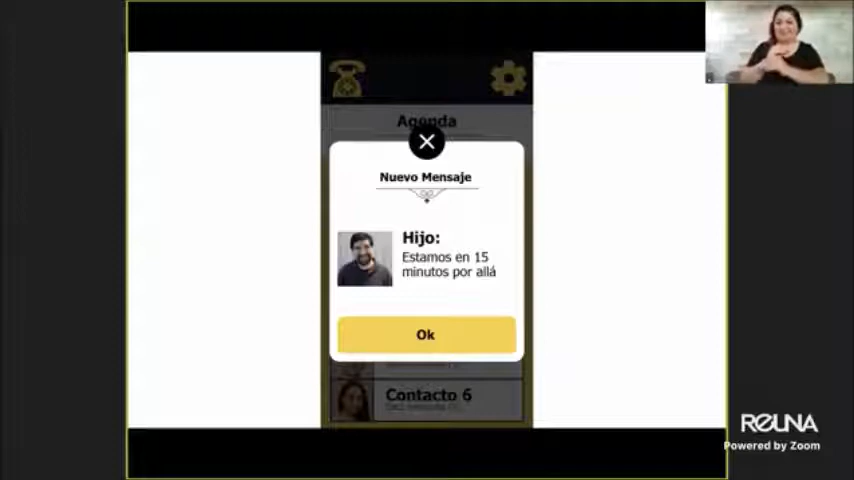 Agenda
Nuevo Mensaje
Hijo:
Estamos en 15
minutos por allá
Ok
Contacto 6
REUNA
Powered by Zoom